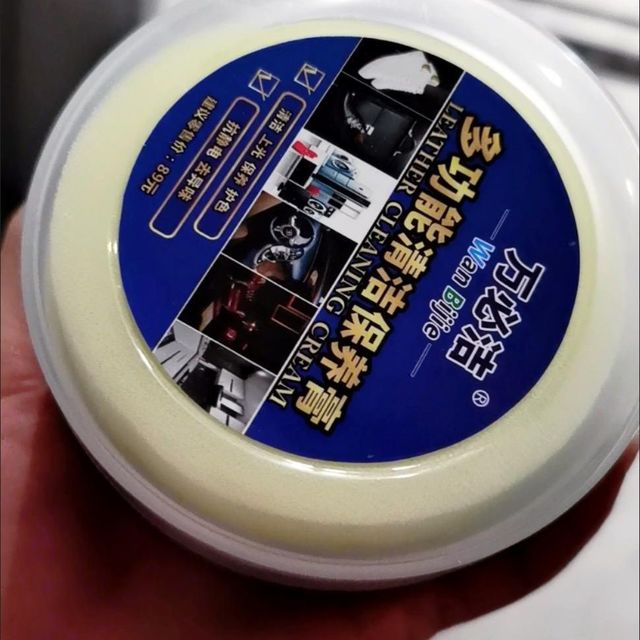 万必洁®
Wan Bijie
多功能清洁保养膏
LEATHER CLEANING CREAM
清洁 上光 保养 护色
抗静电 去异味
建议零售价：89元